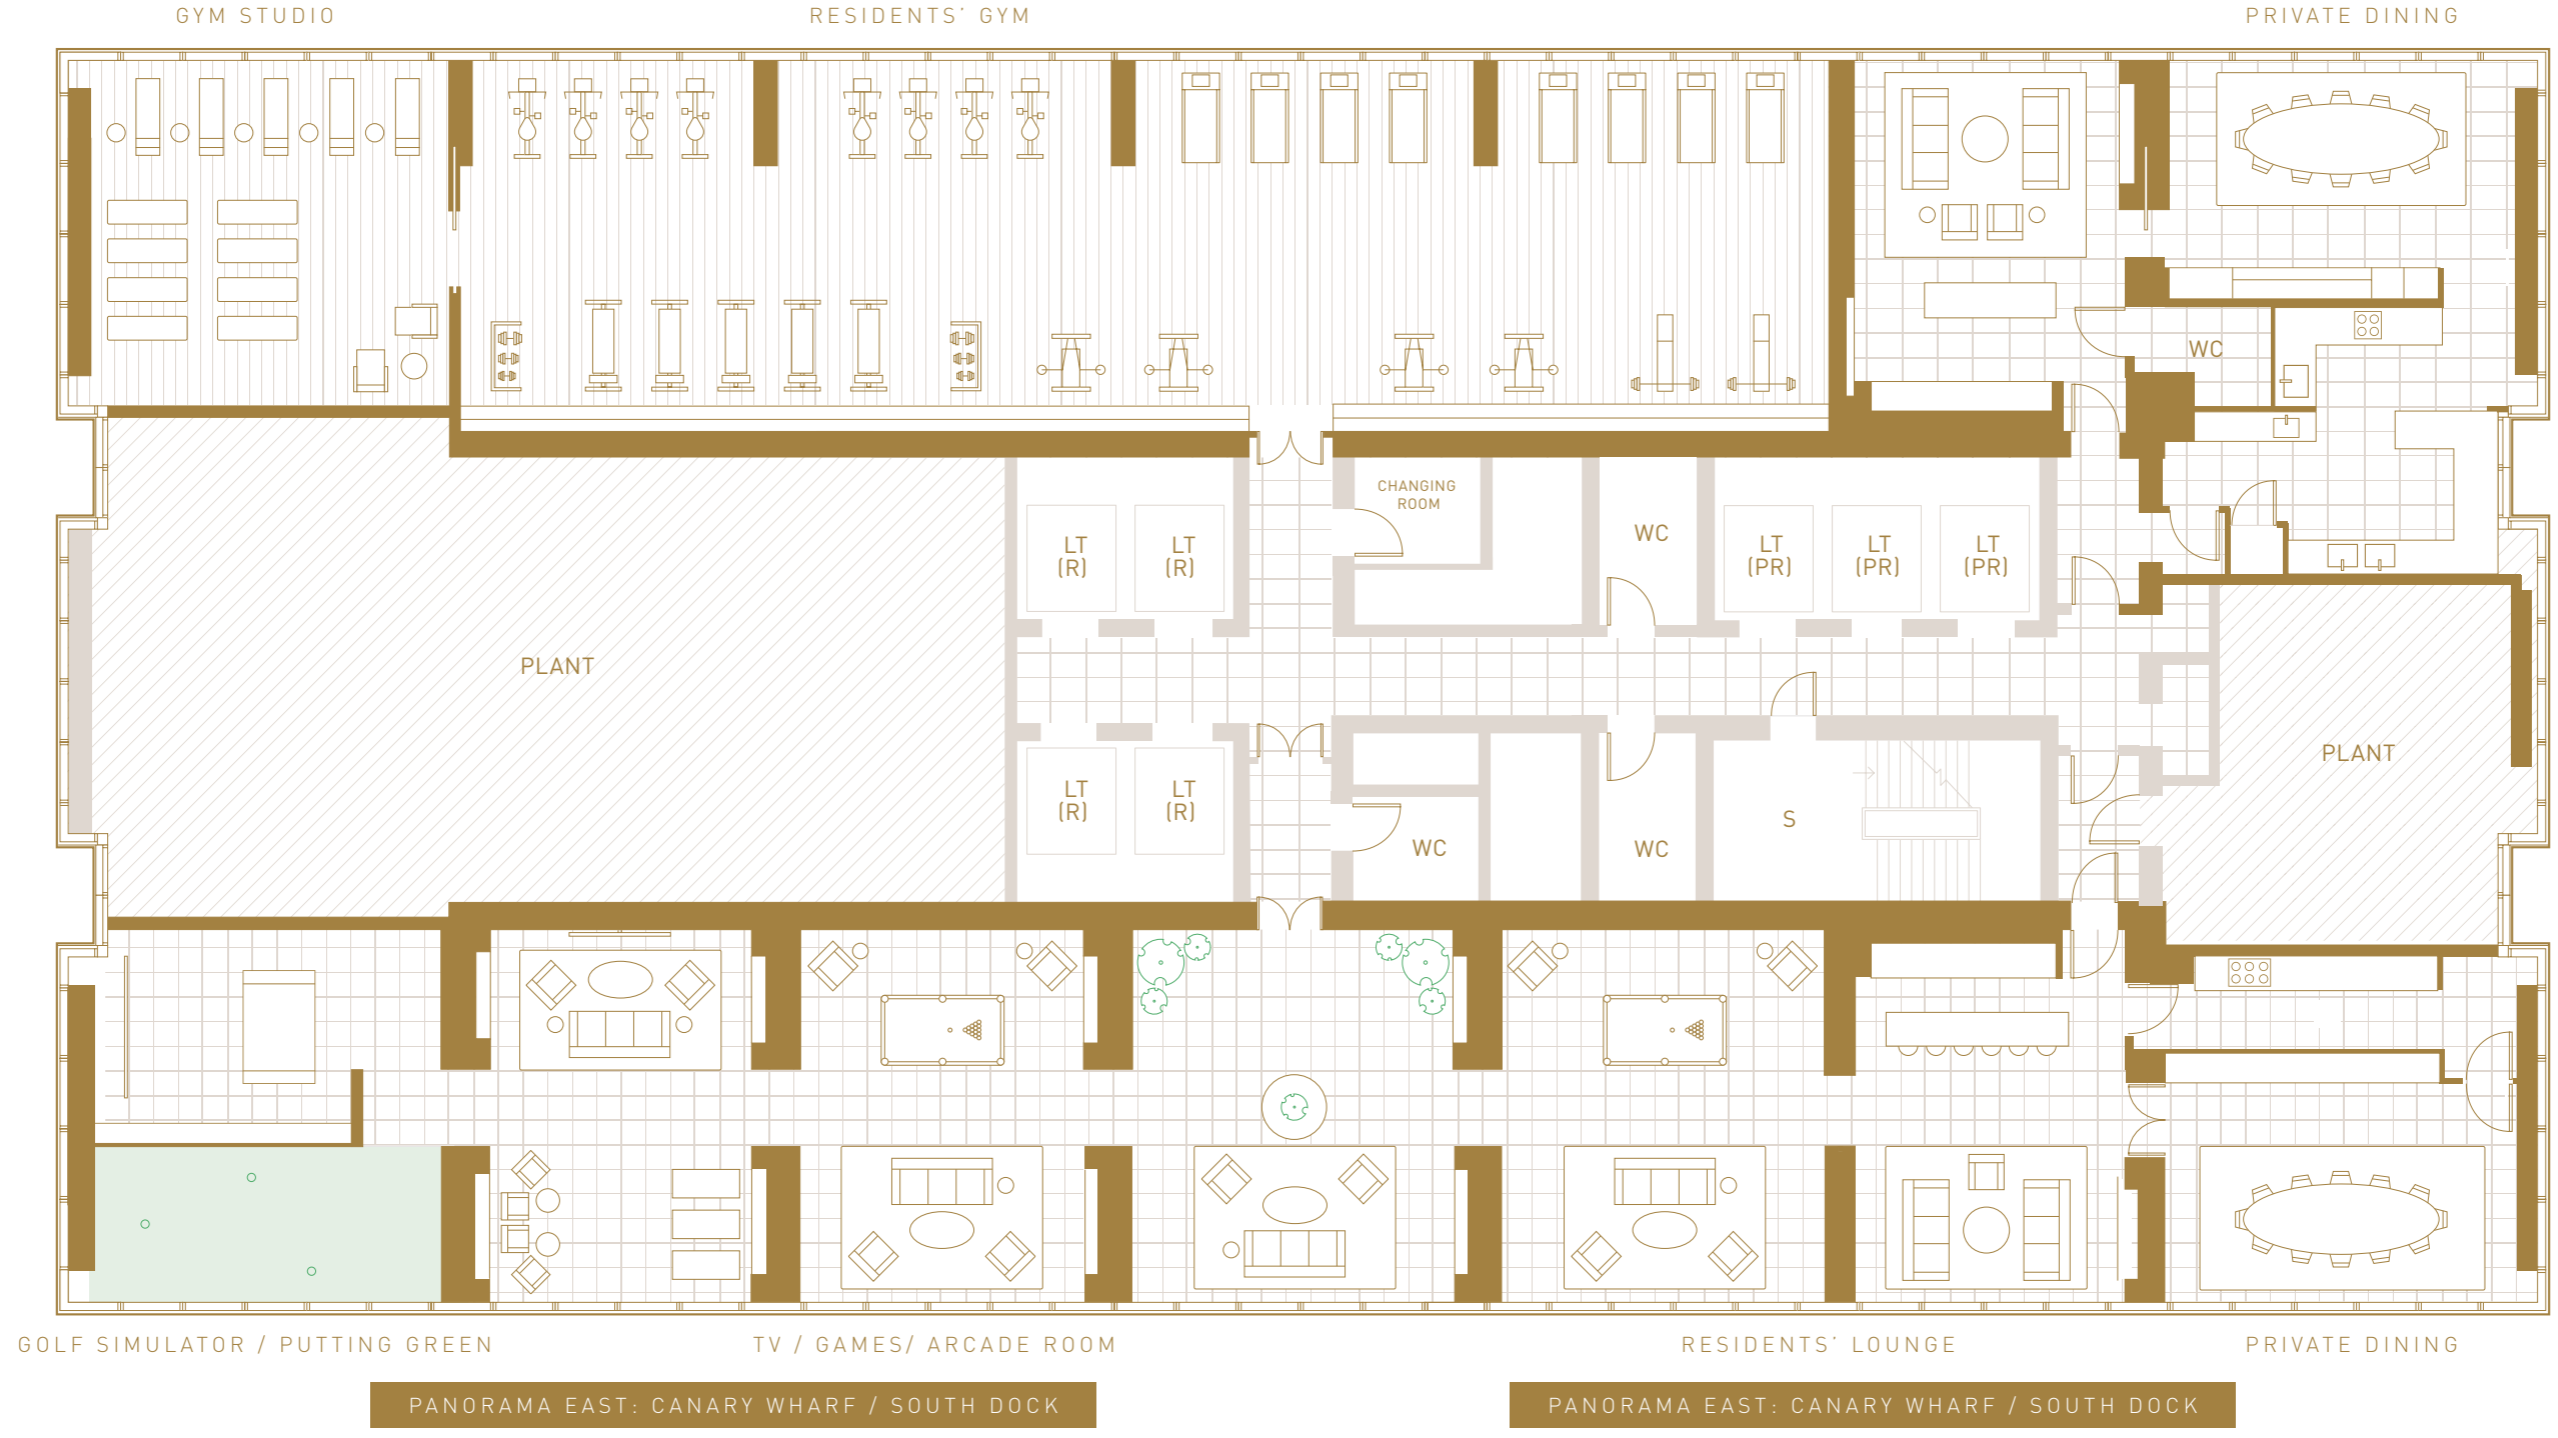 GYM STUDIO
RESIDENTS' GYM
PRIVATE DINING
WC
CHANGING
ROOM
LT
(R)
LT
(R)
WC
LT
(PR)
LT
(PR)
LT
(PR)
PLANT
PLANT
LT
(R)
LT
(R)
WC
WC
S
GOLF SIMULATOR / PUTTING GREEN
TV / GAMES/ ARCADE ROOM
RESIDENTS' LOUNGE
PRIVATE DINING
PANORAMA EAST: CANARY WHARF / SOUTH DOCK
PANORAMA EAST: CANARY WHARF / SOUTH DOCK